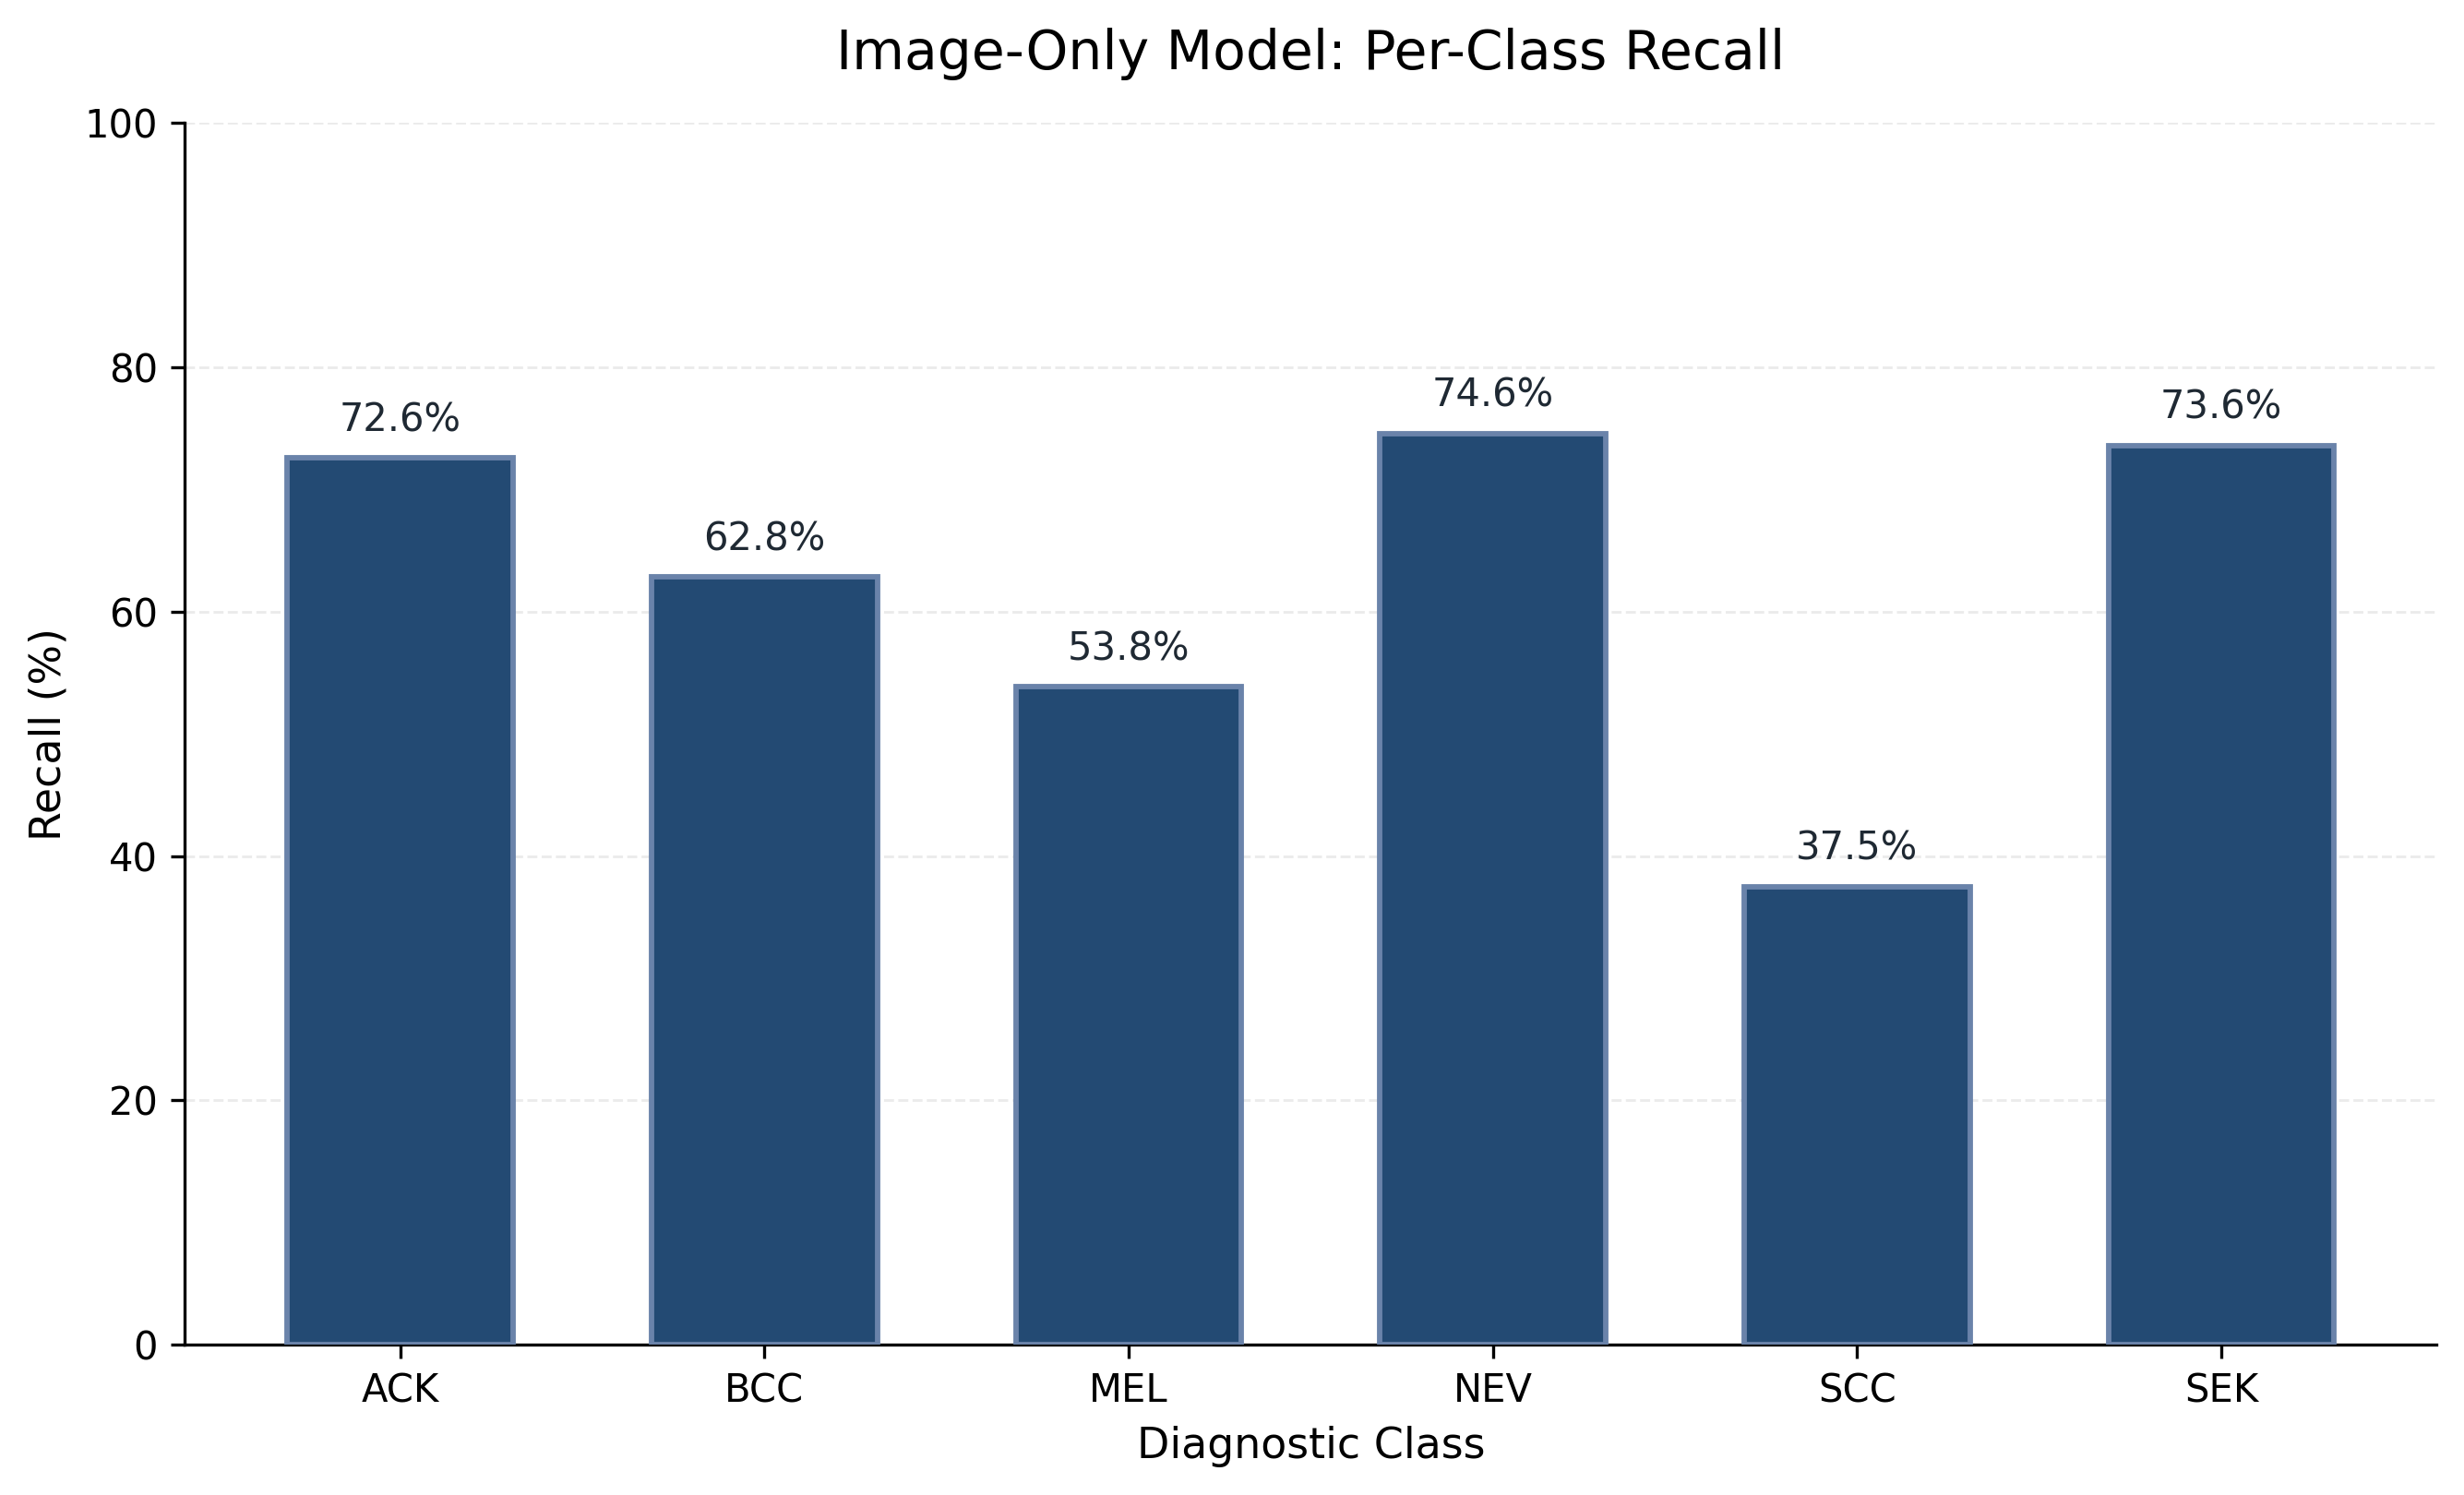 Image-Only Model: Per-Class Recall
100
80
60
40
20
0
Recall (%)
72.6%
62.8%
53.8%
74.6%
37.5%
73.6%
ACK
BCC
MEL
NEV
SCC
SEK
Diagnostic Class